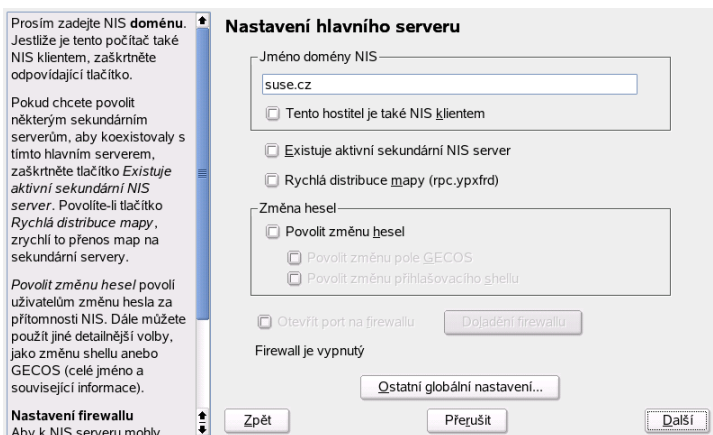 Prosím zadejte NIS doménu.
Jestliže je tento počítač také
NIS klientem, zaškrtněte
odpovídající tlačítko.
Pokud chcete povolit
některým sekundárním
serverům, aby koexistovaly s
tímto hlavním serverem,
zaškrtněte tlačítko Existuje
aktivní sekundární NIS
server. Povolíte-li tlačítko
Rychlá distribuce mapy,
zrychlí to přenos map na
sekundární servery.
Povolit změnu hesel povolí
uživatelům změnu hesla za
přítomnosti NIS. Dále můžete
použít jiné detailnější volby,
jako změnu shellu anebo
GECOS (celé jméno a
související informace).
Nastavení firewallu
Aby k NIS serveru mohly
Nastavení hlavního serveru
Jméno domény NIS
suse.cz
Tento hostitel je také NIS klientem
Existuje aktivní sekundární NIS server
Rychlá distribuce mapy (rpc.ypxfrd)
Změna hesel
Povolit změnu hesel
Povolit změnu pole GECOS
Povolit změnu přihlašovacího shellu
Otevřít port na firewallu
Doladění firewallu
Firewall je vypnutý
Ostatní globální nastavení...
Zpět
Přerušit
Další